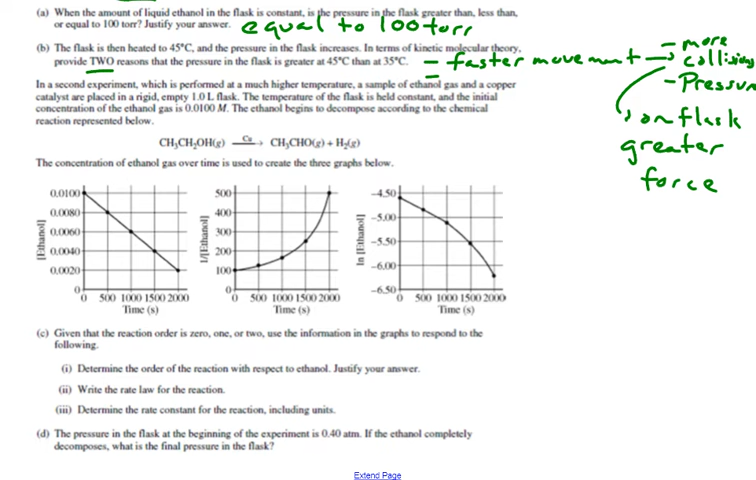 (a) When the amount of liquid ethanol in the flask is constant, is the pressure in the flask greater than, less than,
or equal to 100 torr? Justify your answer.
equal to 100 torr
(b) The flask is then heated to 45°C, and the pressure in the flask increases. In terms of kinetic molecular theory,
provide TWO reasons that the pressure in the flask is greater at 45°C than at 35°C.
- faster movement
- more
collisions
- Pressure
on flask
greater
force
In a second experiment, which is performed at a much higher temperature, a sample of ethanol gas and a copper
catalyst are placed in a rigid, empty 1.0 L flask. The temperature of the flask is held constant, and the initial
concentration of the ethanol gas is 0.0100 M. The ethanol begins to decompose according to the chemical
reaction represented below.
CH₃CH₂OH(g) —Cu→ CH₃CHO(g) + H₂(g)
The concentration of ethanol gas over time is used to create the three graphs below.
[Ethanol]
0.0100
0.0080
0.0060
0.0040
0.0020
0
0 500 1000 1500 2000
Time (s)
1/[Ethanol]
500
400
300
200
100
0
0 500 1000 1500 2000
Time (s)
ln [Ethanol]
−4.50
−5.00
−5.50
−6.00
−6.50
0 500 1000 1500 2000
Time (s)
(c) Given that the reaction order is zero, one, or two, use the information in the graphs to respond to the
following.
(i) Determine the order of the reaction with respect to ethanol. Justify your answer.
(ii) Write the rate law for the reaction.
(iii) Determine the rate constant for the reaction, including units.
(d) The pressure in the flask at the beginning of the experiment is 0.40 atm. If the ethanol completely
decomposes, what is the final pressure in the flask?
Extend Page